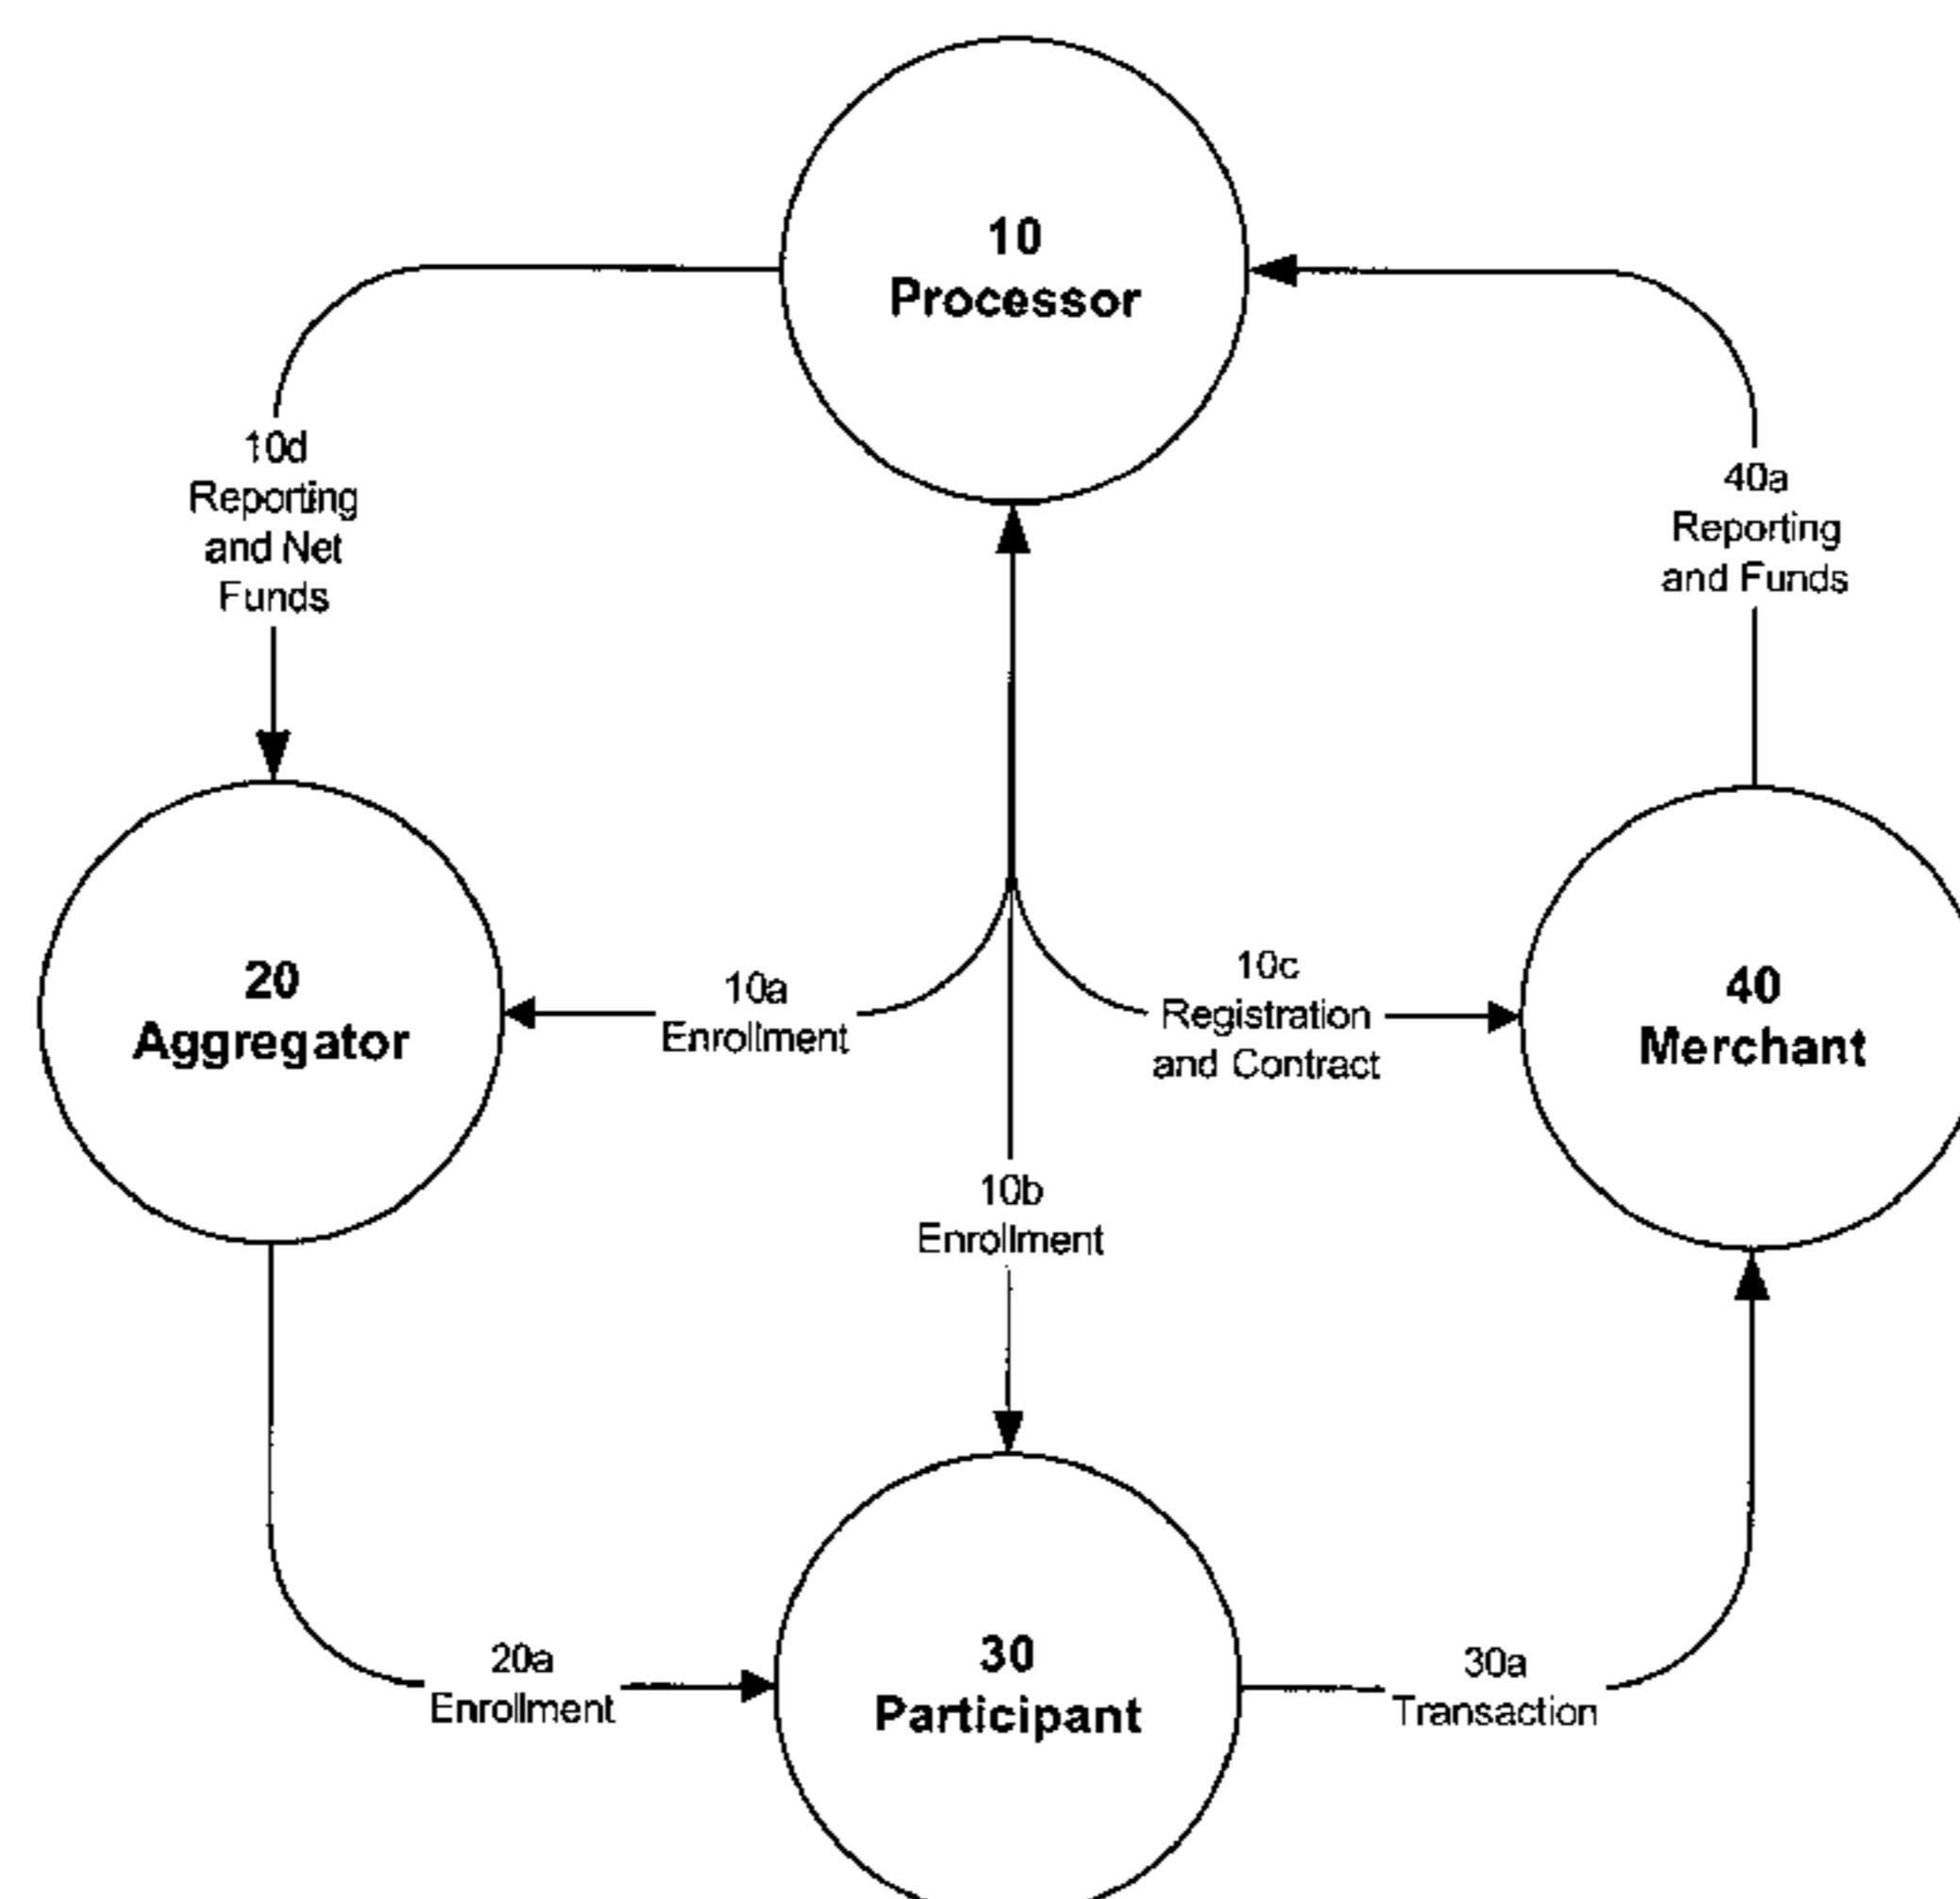 10
Processor
10d
Reporting
and Net
Funds
40a
Reporting
and Funds
20
Aggregator
10a
Enrollment
10c
Registration
and Contract
40
Merchant
10b
Enrollment
20a
Enrollment
30
Participant
30a
Transaction